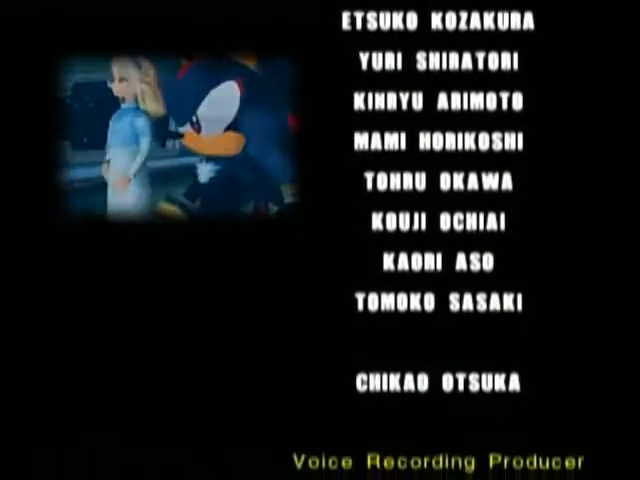 ETSUKO KOZAKURA
YURI SHIRATORI
KINRYU ARIMOTO
MAMI HORIKOSHI
TOHRU OKAWA
KOUJI OCHIAI
KAORI ASO
TOMOKO SASAKI
CHIKAO OTSUKA
Voice Recording Producer